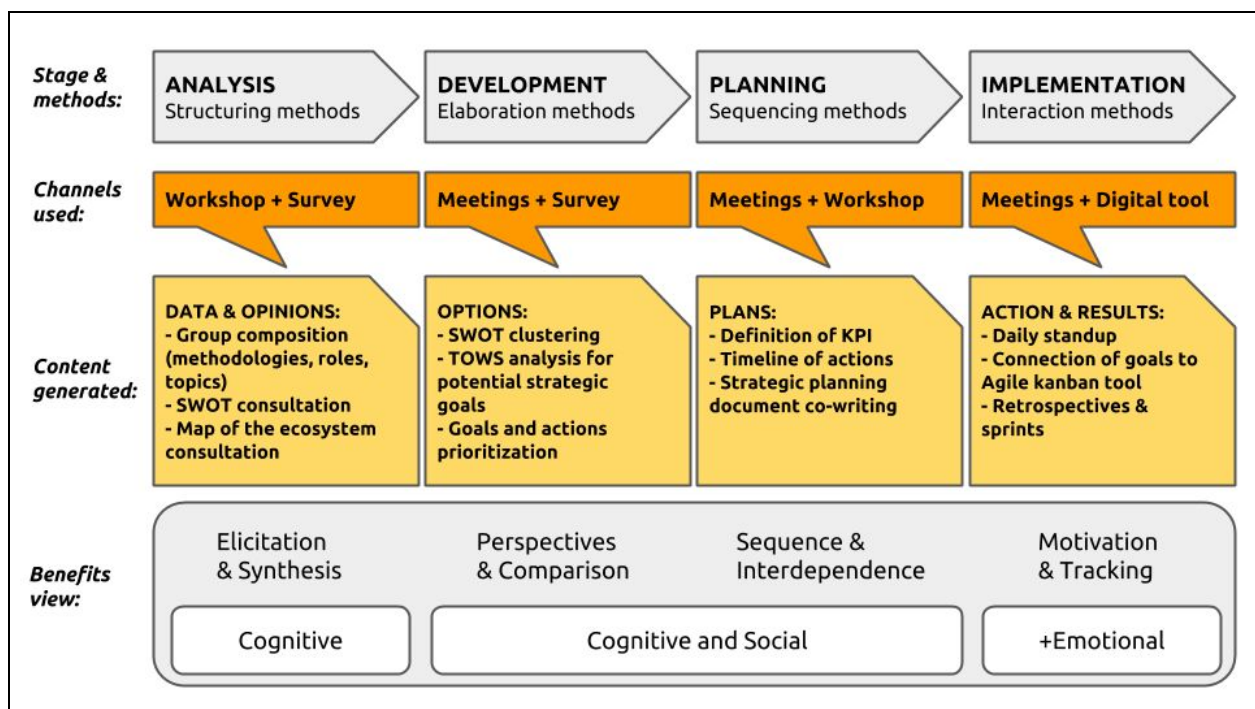 Stage &
methods:
ANALYSIS
Structuring methods
DEVELOPMENT
Elaboration methods
PLANNING
Sequencing methods
IMPLEMENTATION
Interaction methods
Channels
used:
Workshop + Survey
Meetings + Survey
Meetings + Workshop
Meetings + Digital tool
Content
generated:
DATA & OPINIONS:
- Group composition
(methodologies, roles,
topics)
- SWOT consultation
- Map of the ecosystem
consultation
OPTIONS:
- SWOT clustering
- TOWS analysis for
potential strategic
goals
- Goals and actions
prioritization
PLANS:
- Definition of KPI
- Timeline of actions
- Strategic planning
document co-writing
ACTION & RESULTS:
- Daily standup
- Connection of goals to
Agile kanban tool
- Retrospectives &
sprints
Benefits
view:
Elicitation
& Synthesis
Perspectives
& Comparison
Sequence &
Interdependence
Motivation
& Tracking
Cognitive
Cognitive and Social
+Emotional